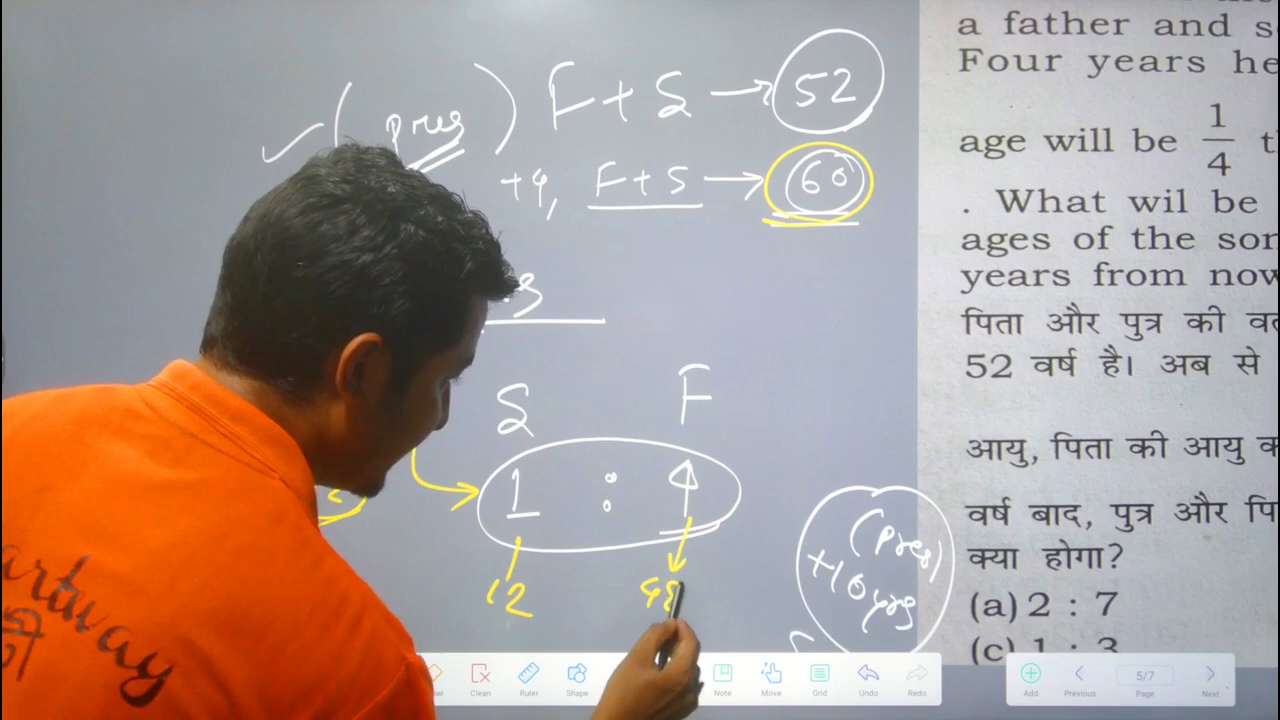 (pres) F + S → 52
+4, F + S → 60
S F
1 : 4
12 48
(pres)
+10 yrs
a father and
Four years
age will be 1/4
. What wil be
ages of the
years from now
पिता और पुत्र की
52 वर्ष है। अब से
आयु, पिता की आयु
वर्ष बाद, पुत्र और
क्या होगा?
(a) 2 : 7
(c) 1 : 3
artway
Clean Ruler Shape Note Move Grid Undo Redo
Add Previous 5/7 Page Next